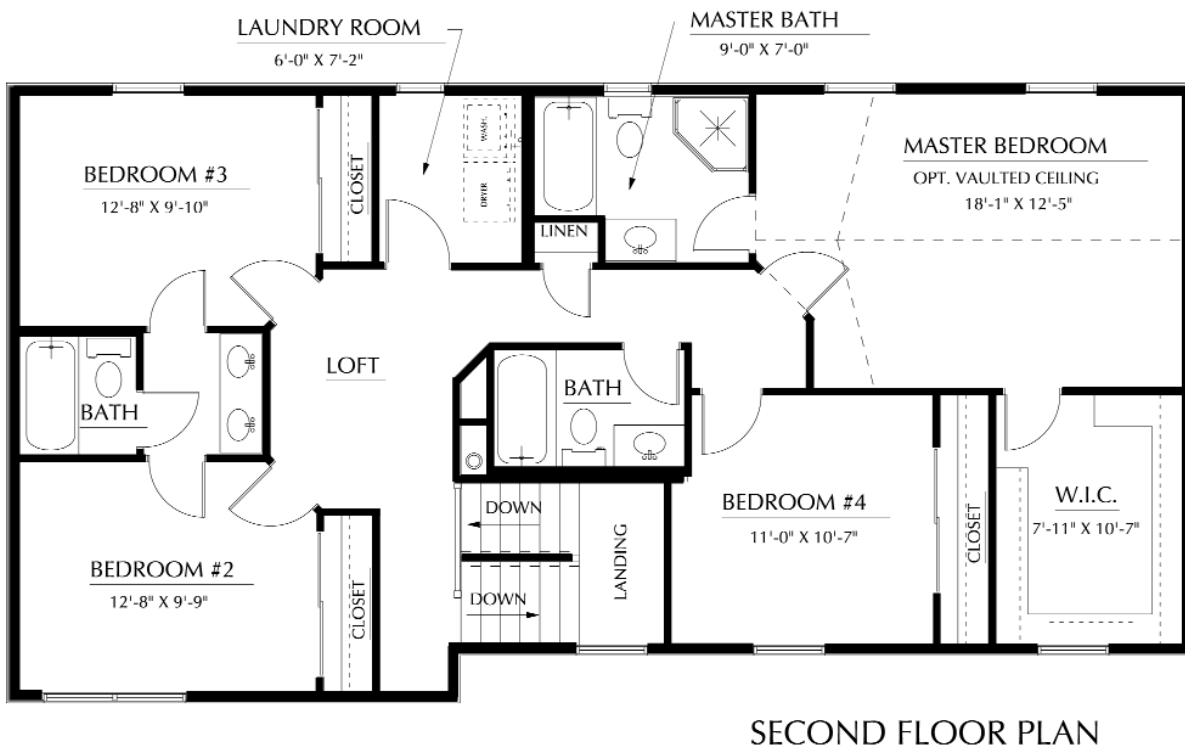 LAUNDRY ROOM
6'-0" X 7'-2"
MASTER BATH
9'-0" X 7'-0"
BEDROOM #3
12'-8" X 9'-10"
CLOSET
WASH.
DRYER
LINEN
MASTER BEDROOM
OPT. VAULTED CEILING
18'-1" X 12'-5"
LOFT
BATH
BATH
BEDROOM #2
12'-8" X 9'-9"
CLOSET
DOWN
DOWN
LANDING
BEDROOM #4
11'-0" X 10'-7"
CLOSET
W.I.C.
7'-11" X 10'-7"
SECOND FLOOR PLAN